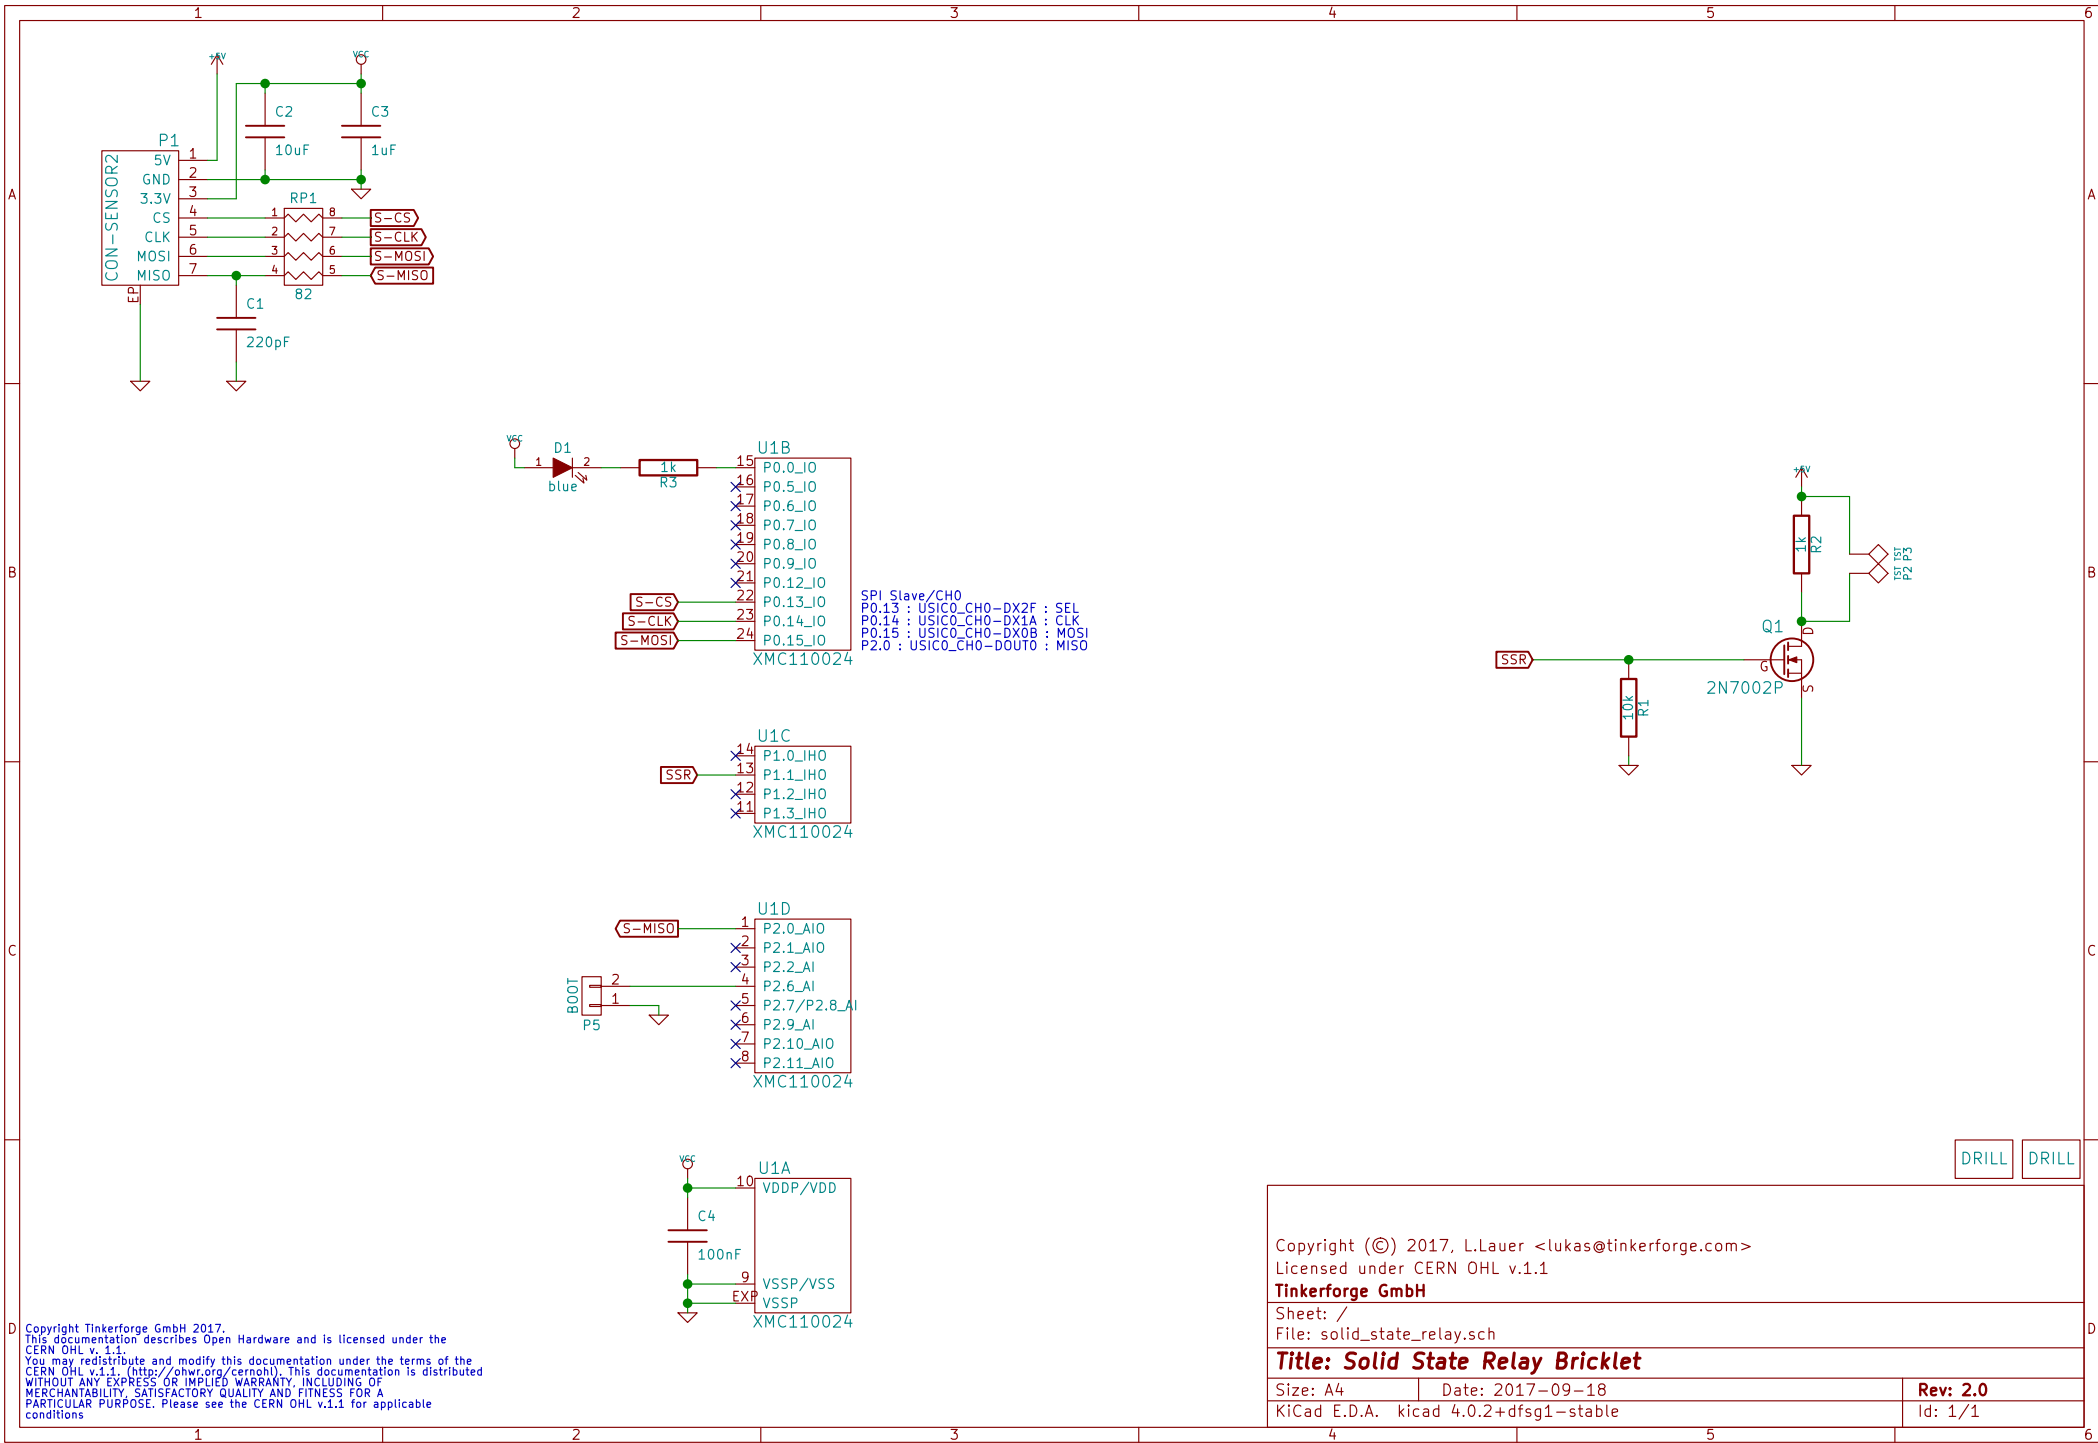 1 2 3 4 5 6
A
B
C
D
A
B
C
D
1 2 3 4 5 6
+5V
VCC
C2
10uF
C3
1uF
P1
CON-SENSOR2
5V 1
GND 2
3.3V 3
CS 4
CLK 5
MOSI 6
MISO 7
EP
RP1
1 8 S-CS
2 7 S-CLK
3 6 S-MOSI
4 5 S-MISO
82
C1
220pF
VCC
D1
1 2
blue
1k
R3
U1B
15 P0.0_IO
16 P0.5_IO
17 P0.6_IO
18 P0.7_IO
19 P0.8_IO
20 P0.9_IO
21 P0.12_IO
S-CS 22 P0.13_IO
S-CLK 23 P0.14_IO
S-MOSI 24 P0.15_IO
XMC110024
SPI Slave/CH0
P0.13 : USIC0_CH0-DX2F : SEL
P0.14 : USIC0_CH0-DX1A : CLK
P0.15 : USIC0_CH0-DX0B : MOSI
P2.0 : USIC0_CH0-DOUT0 : MISO
U1C
14 P1.0_IHO
SSR 13 P1.1_IHO
12 P1.2_IHO
11 P1.3_IHO
XMC110024
U1D
S-MISO 1 P2.0_AIO
2 P2.1_AIO
3 P2.2_AI
4 P2.6_AI
5 P2.7/P2.8_AI
6 P2.9_AI
7 P2.10_AIO
8 P2.11_AIO
XMC110024
BOOT
2
1
P5
VCC
U1A
10 VDDP/VDD
C4
100nF
9 VSSP/VSS
EXP VSSP
XMC110024
+5V
1k
R2
TST P3
TST P2
Q1
D
G
S
2N7002P
SSR
10k
R1
DRILL DRILL
Copyright (©) 2017, L.Lauer <lukas@tinkerforge.com>
Licensed under CERN OHL v.1.1
Tinkerforge GmbH
Sheet: /
File: solid_state_relay.sch
Title: Solid State Relay Bricklet
Size: A4 Date: 2017-09-18 Rev: 2.0
KiCad E.D.A. kicad 4.0.2+dfsg1-stable Id: 1/1
Copyright Tinkerforge GmbH 2017.
This documentation describes Open Hardware and is licensed under the
CERN OHL v. 1.1.
You may redistribute and modify this documentation under the terms of the
CERN OHL v.1.1. (http://ohwr.org/cernohl). This documentation is distributed
WITHOUT ANY EXPRESS OR IMPLIED WARRANTY, INCLUDING OF
MERCHANTABILITY, SATISFACTORY QUALITY AND FITNESS FOR A
PARTICULAR PURPOSE. Please see the CERN OHL v.1.1 for applicable
conditions